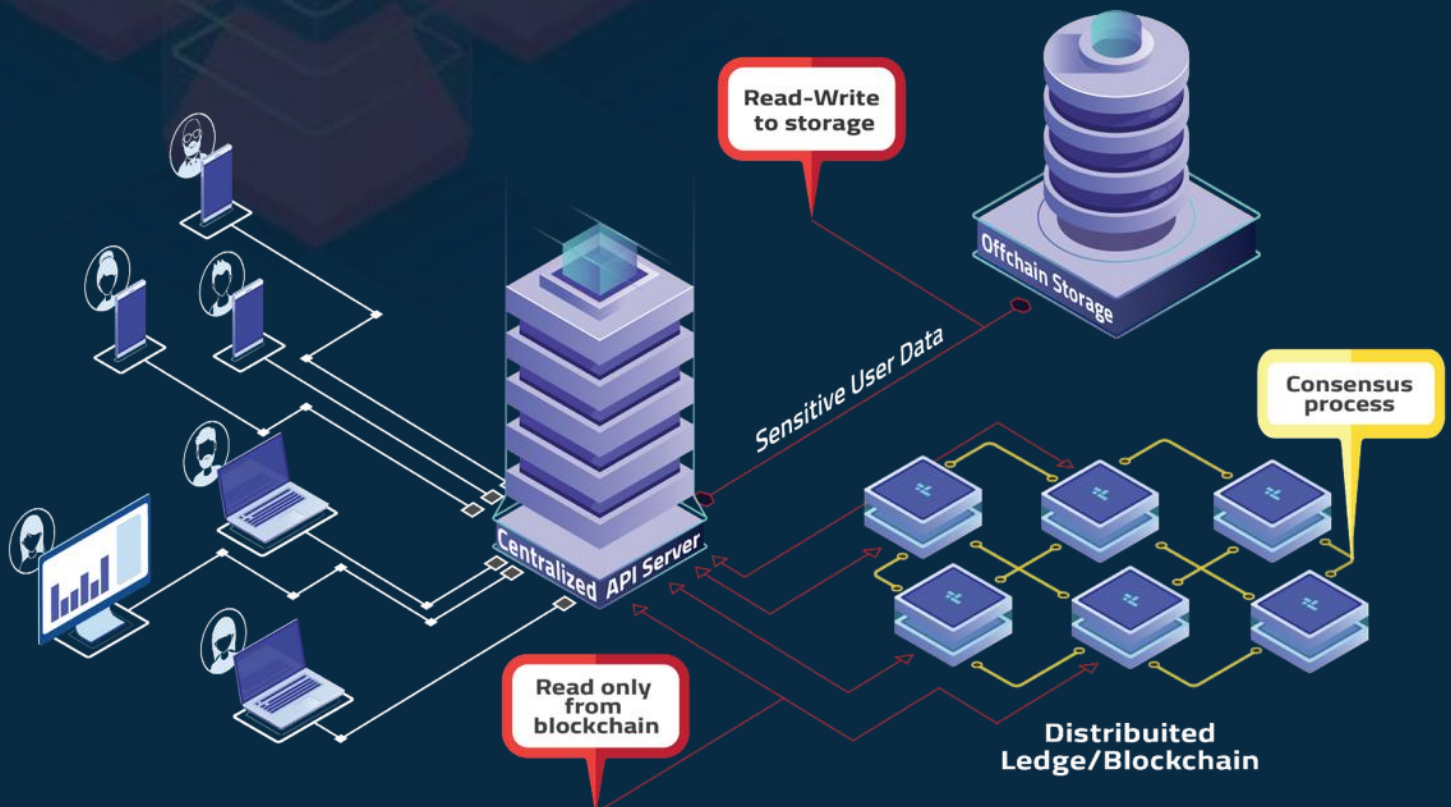 Read-Write
to storage
Offchain Storage
Sensitive User Data
Consensus
process
Centralized API Server
Read only
from
blockchain
Distribuited
Ledge/Blockchain